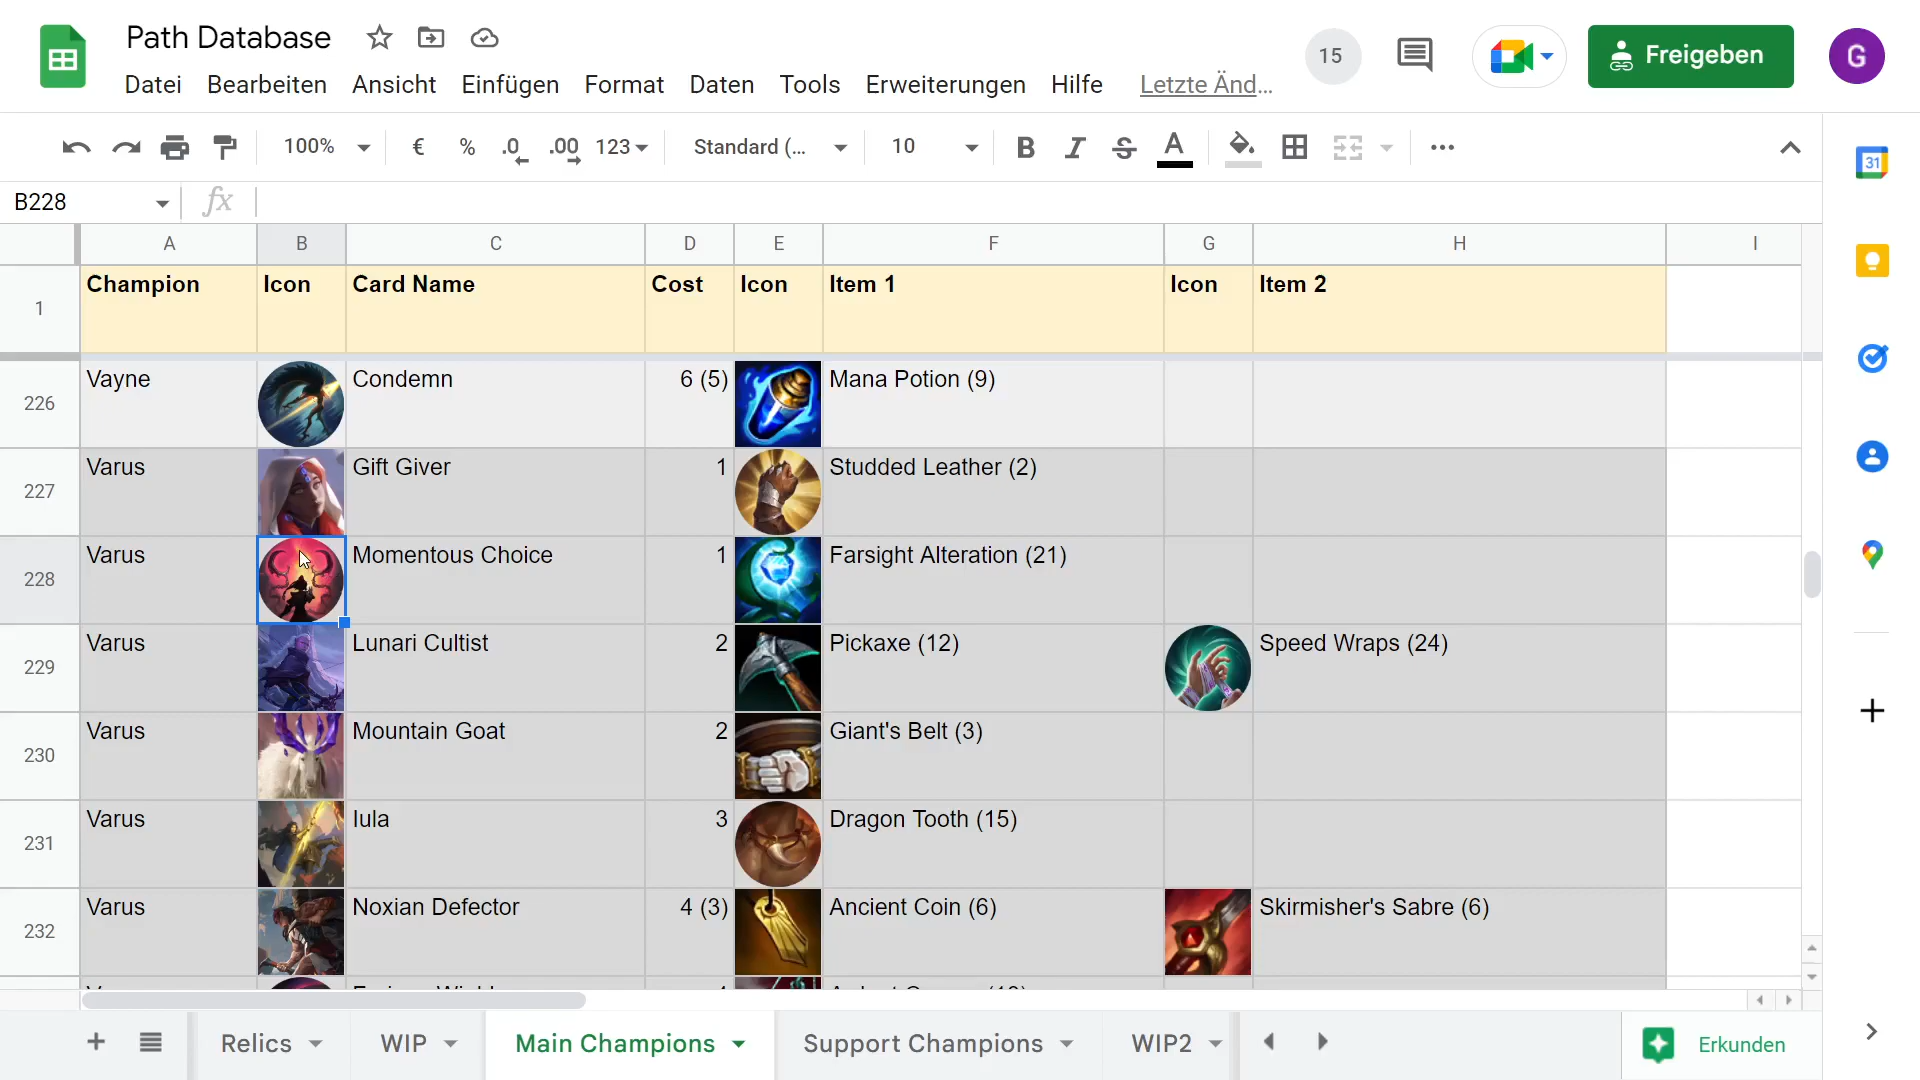 Path Database
15
Freigeben
G
Datei Bearbeiten Ansicht Einfügen Format Daten Tools Erweiterungen Hilfe Letzte Änd...
100% € % .0 .00 123 Standard (... 10 B I S A
31
B228 fx
A B C D E F G H I
1 Champion Icon Card Name Cost Icon Item 1 Icon Item 2
226 Vayne Condemn 6 (5) Mana Potion (9)
227 Varus Gift Giver 1 Studded Leather (2)
228 Varus Momentous Choice 1 Farsight Alteration (21)
229 Varus Lunari Cultist 2 Pickaxe (12) Speed Wraps (24)
230 Varus Mountain Goat 2 Giant's Belt (3)
231 Varus Iula 3 Dragon Tooth (15)
232 Varus Noxian Defector 4 (3) Ancient Coin (6) Skirmisher's Sabre (6)
Relics WIP Main Champions Support Champions WIP2 Erkunden